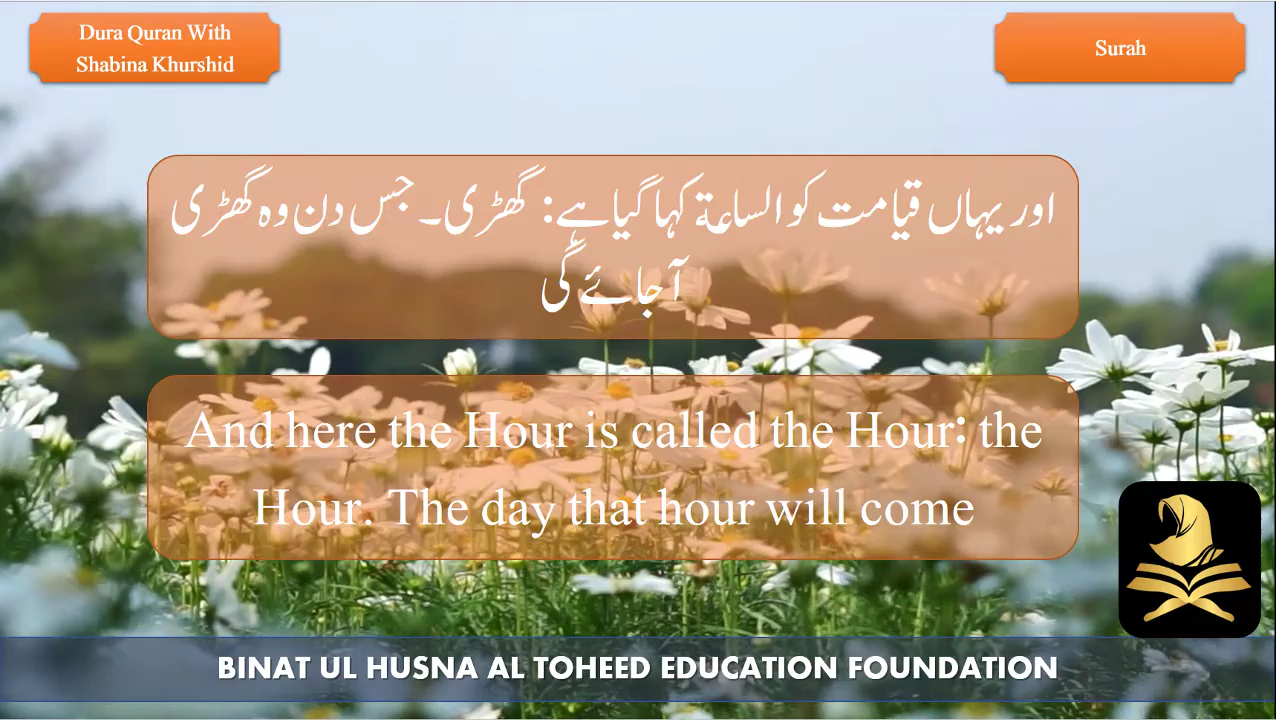 Dura Quran With
Shabina Khurshid
Surah
اور یہاں قیامت کو الساعة کہا گیا ہے: گھڑی۔ جس دن وہ گھڑی
آ جائے گی
And here the Hour is called the Hour: the
Hour. The day that hour will come
BINAT UL HUSNA AL TOHEED EDUCATION FOUNDATION